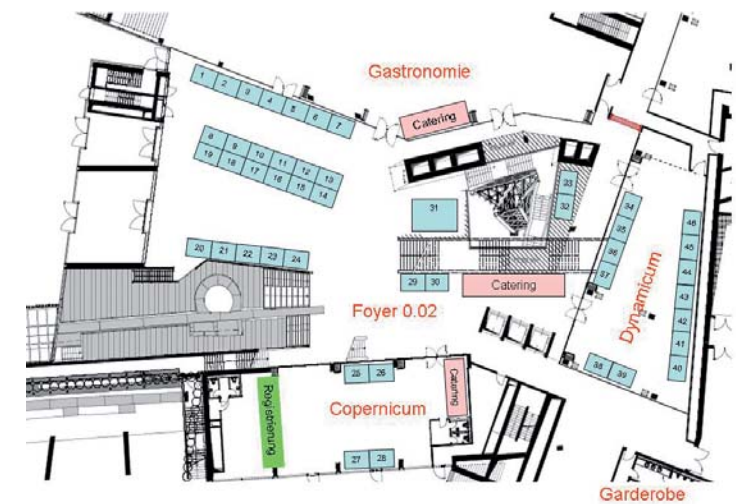 Gastronomie
1 2 3 4 5 6 7
Catering
8 9 10 11 12 13
19 18 17 16 15 14
33
32
31
34
35
36
37
46
45
44
43
42
41
40
Dynamicum
20 21 22 23 24
29 30
Catering
Foyer 0.02
38 39
25 26
Catering
Registrierung
Copernicum
27 28
Garderobe